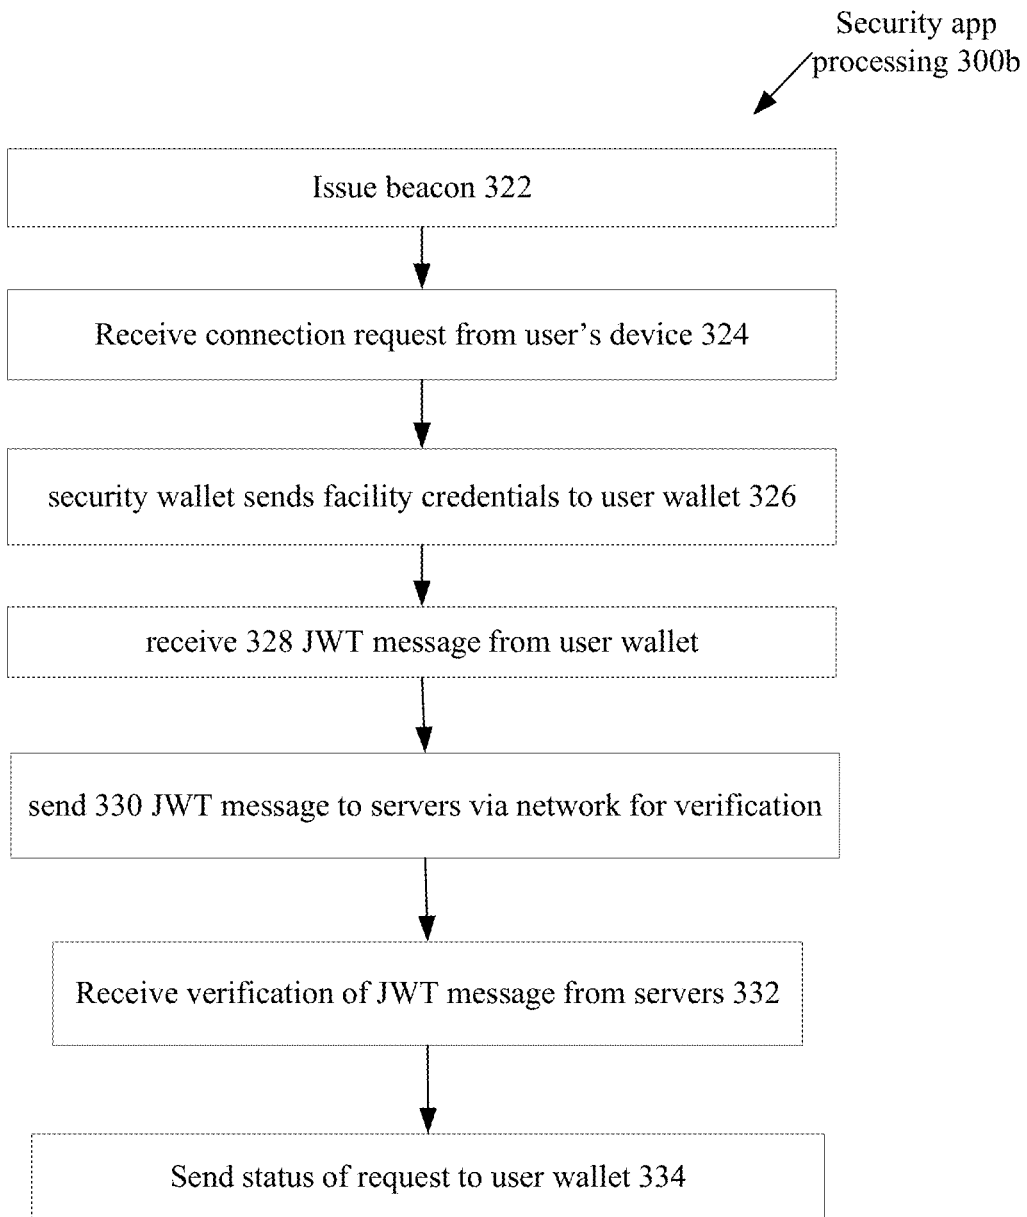 Security app
processing 300b
Issue beacon 322
Receive connection request from user’s device 324
security wallet sends facility credentials to user wallet 326
receive 328 JWT message from user wallet
send 330 JWT message to servers via network for verification
Receive verification of JWT message from servers 332
Send status of request to user wallet 334